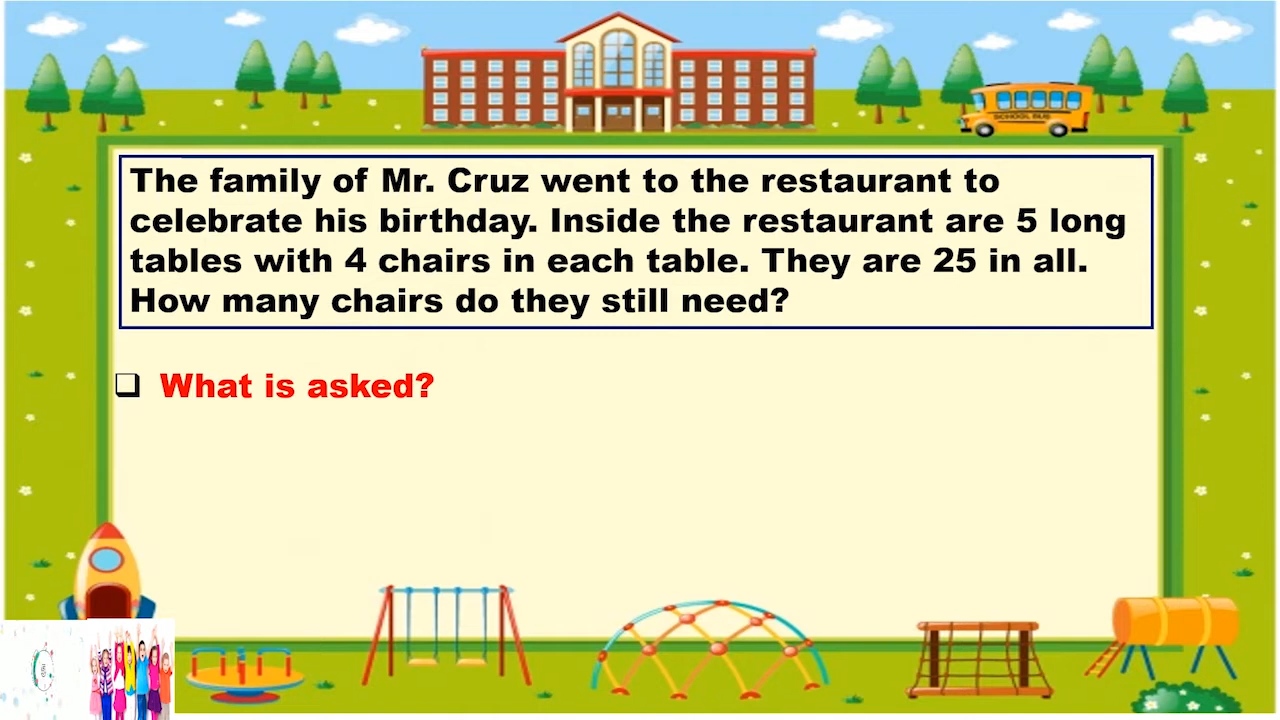 SCHOOL BUS
The family of Mr. Cruz went to the restaurant to
celebrate his birthday. Inside the restaurant are 5 long
tables with 4 chairs in each table. They are 25 in all.
How many chairs do they still need?
❑ What is asked?